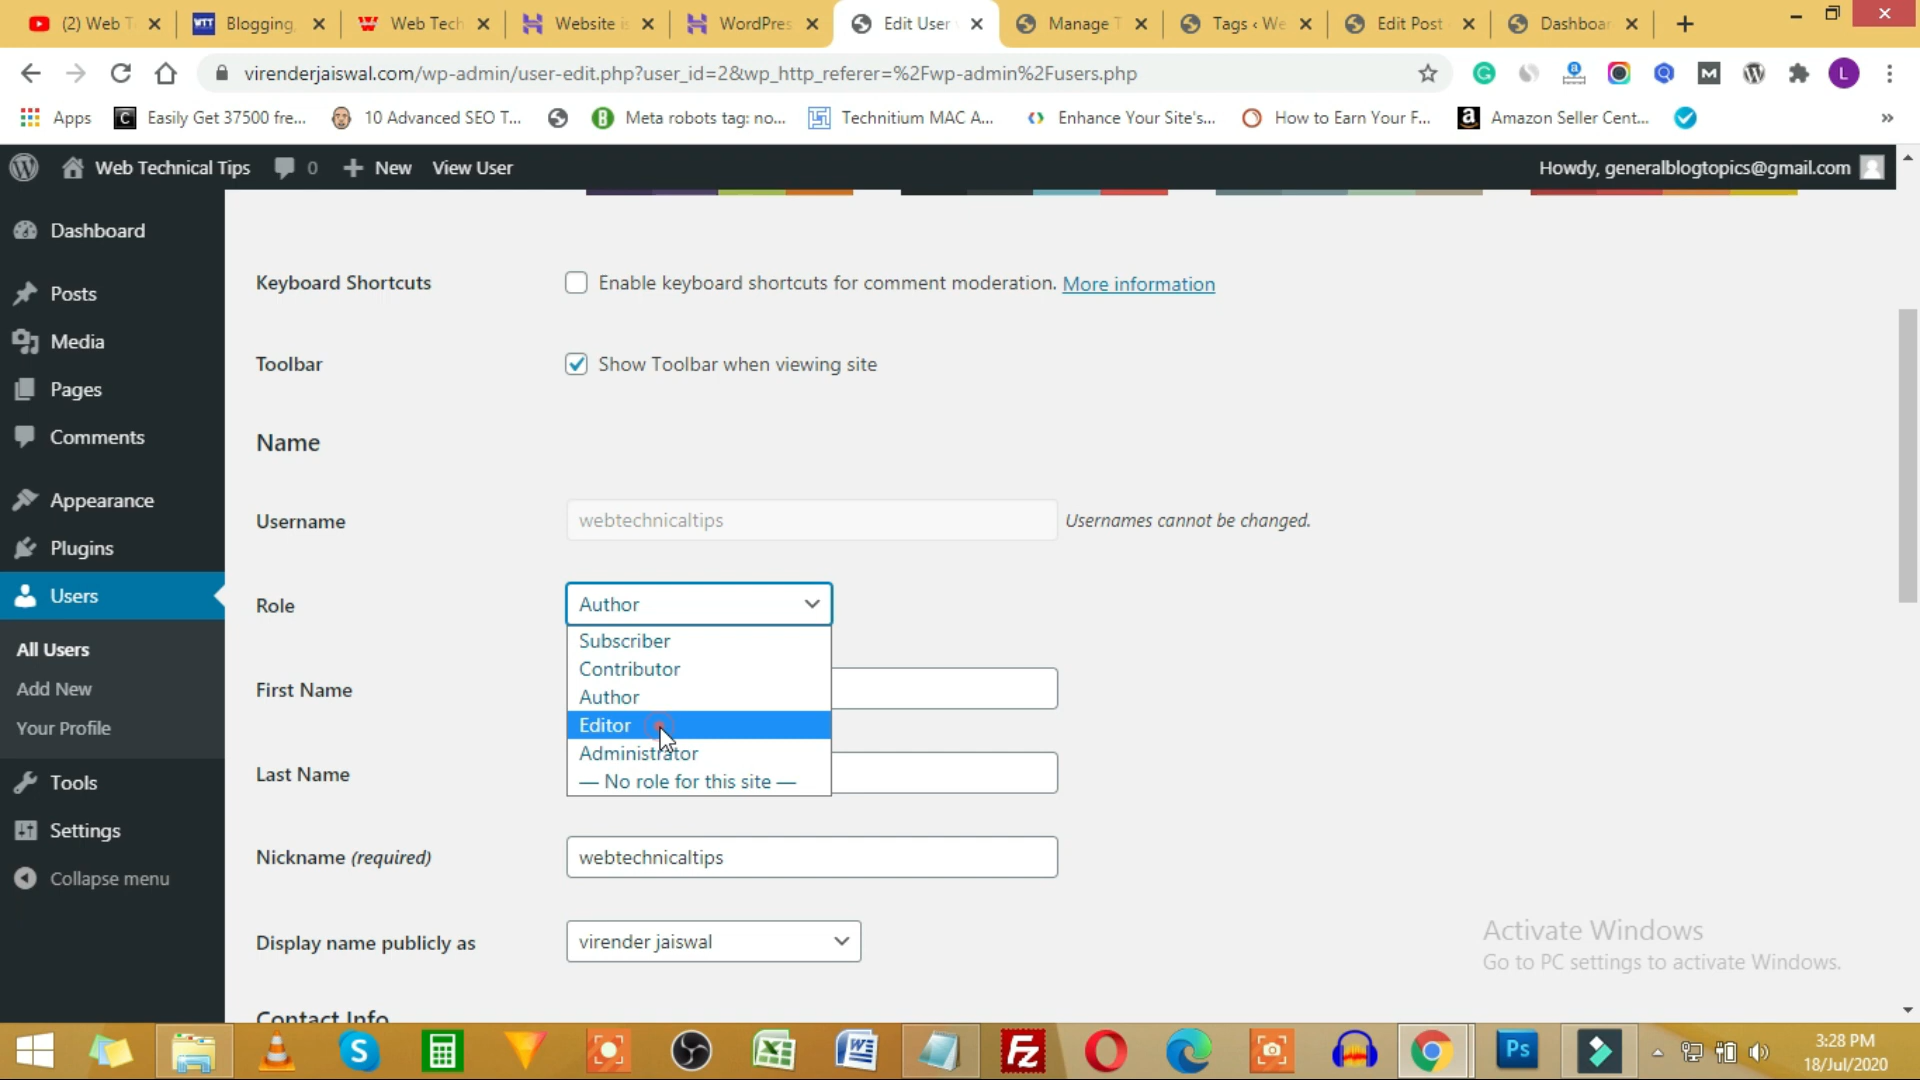 (2) Web T
Blogging,
Web Tech
Website is
WordPres
Edit User
Manage T
Tags ‹ We
Edit Post
Dashboar
virenderjaiswal.com/wp-admin/user-edit.php?user_id=2&wp_http_referer=%2Fwp-admin%2Fusers.php
L
Apps
Easily Get 37500 fre...
10 Advanced SEO T...
Meta robots tag: no...
Technitium MAC A...
Enhance Your Site's...
How to Earn Your F...
Amazon Seller Cent...
»
Web Technical Tips
0
New
View User
Howdy, generalblogtopics@gmail.com
Dashboard
Posts
Media
Pages
Comments
Appearance
Plugins
Users
All Users
Add New
Your Profile
Tools
Settings
Collapse menu
Keyboard Shortcuts
Enable keyboard shortcuts for comment moderation. More information
Toolbar
Show Toolbar when viewing site
Name
Username
webtechnicaltips
Usernames cannot be changed.
Role
Author
Subscriber
Contributor
Author
Editor
Administrator
— No role for this site —
First Name
Last Name
Nickname (required)
webtechnicaltips
Display name publicly as
virender jaiswal
Contact Info
Activate Windows
Go to PC settings to activate Windows.
3:28 PM
18/Jul/2020